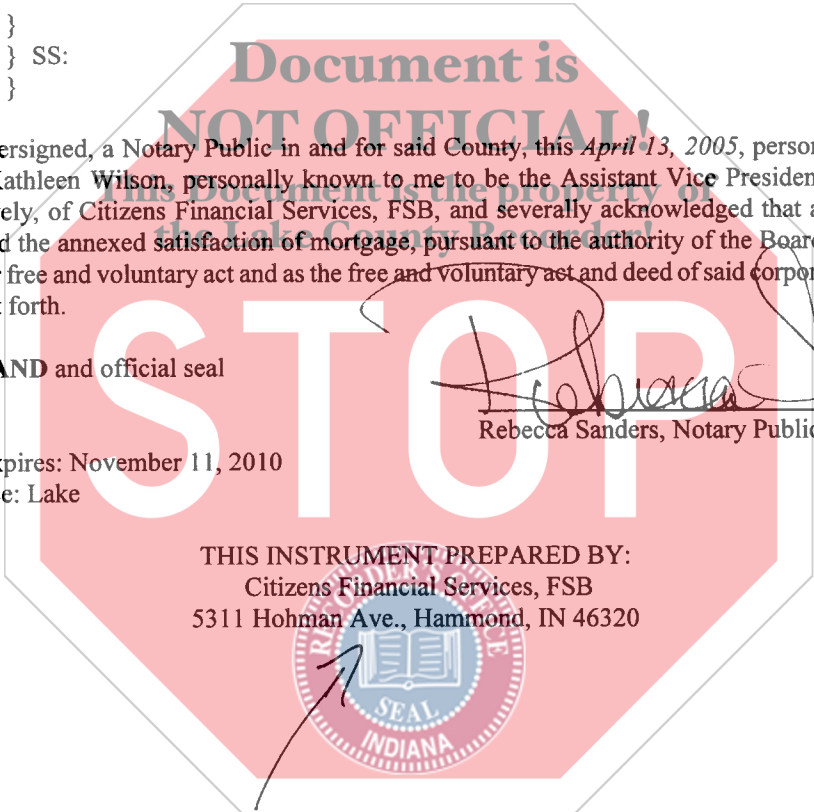 }
} SS:
}
Document is
NOT OFFICIAL!
This Document is the property of
the Lake County Recorder!
ersigned, a Notary Public in and for said County, this April 13, 2005, person
Kathleen Wilson, personally known to me to be the Assistant Vice Presiden
vely, of Citizens Financial Services, FSB, and severally acknowledged that a
d the annexed satisfaction of mortgage, pursuant to the authority of the Board
r free and voluntary act and as the free and voluntary act and deed of said corpor
t forth.
STOP
AND and official seal
Rebecca Sanders, Notary Public
xpires: November 11, 2010
e: Lake
THIS INSTRUMENT PREPARED BY:
Citizens Financial Services, FSB
5311 Hohman Ave., Hammond, IN 46320
RECORDER'S OFFICE
SEAL
INDIANA